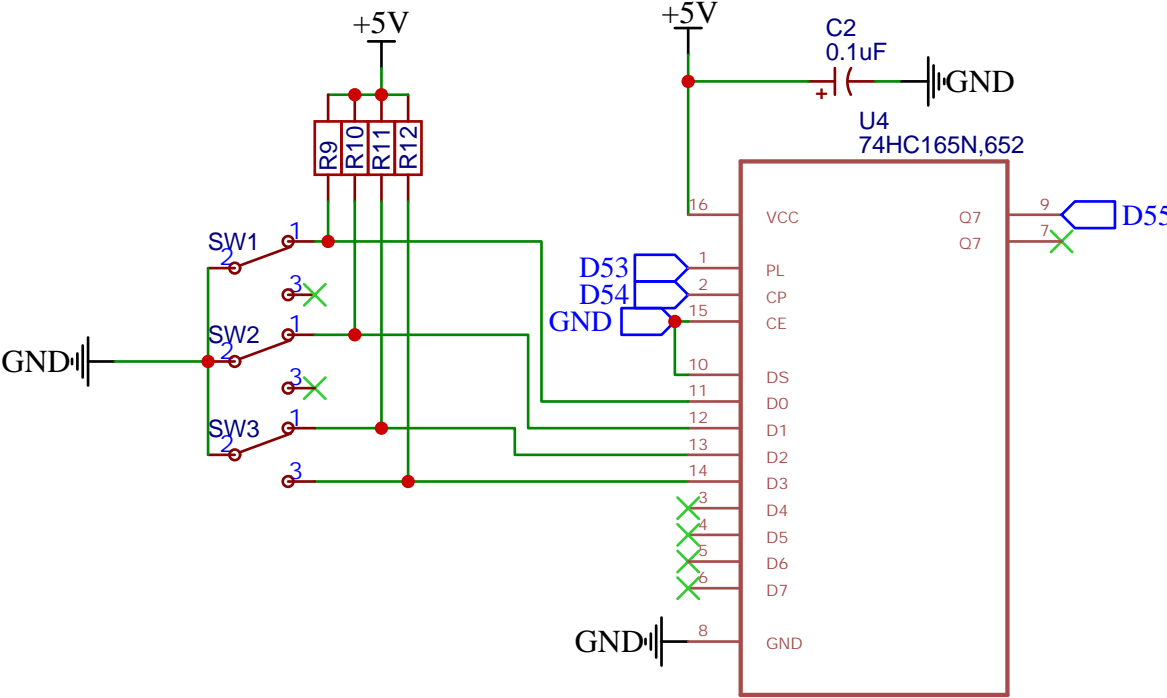 +5V
+5V
C2
0.1uF
+
GND
U4
74HC165N,652
R9
R10
R11
R12
SW1
1
2
3
SW2
1
2
3
SW3
1
2
3
GND
16
VCC
D53
1
PL
D54
2
CP
GND
15
CE
10
DS
11
D0
12
D1
13
D2
14
D3
3
D4
4
D5
5
D6
6
D7
GND
8
GND
Q7
9
D55
Q7
7